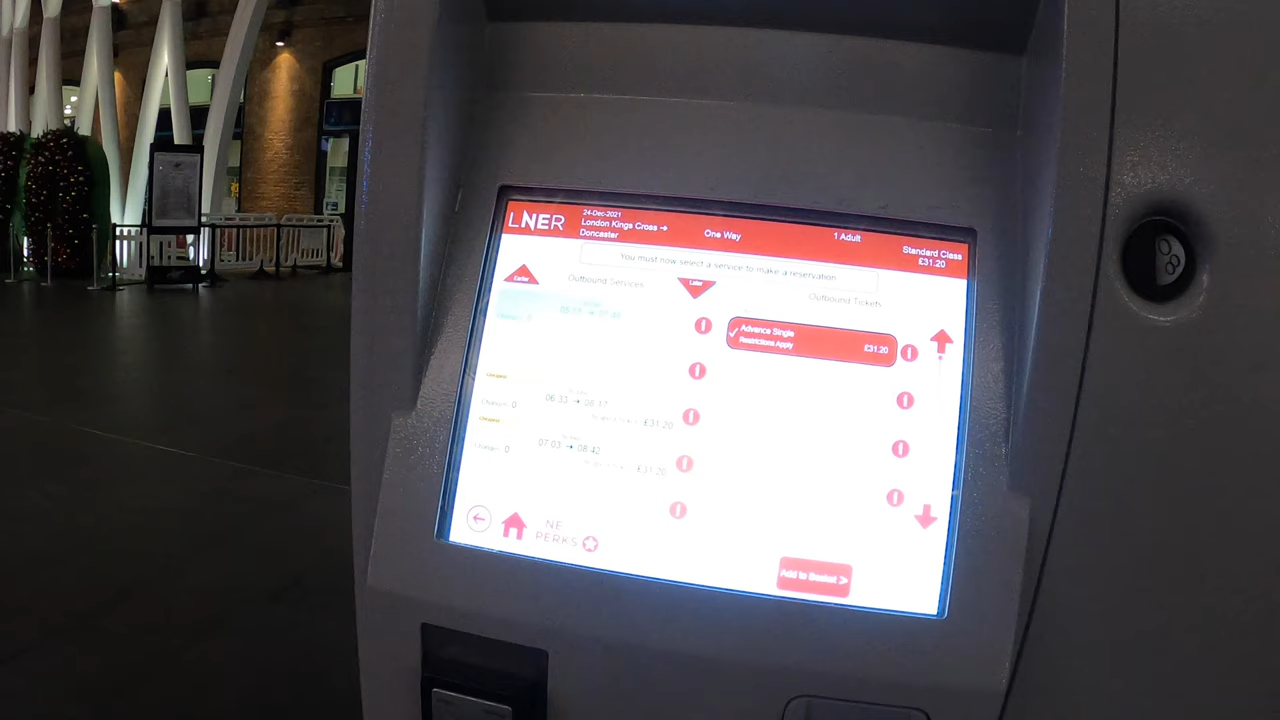 LNER
24-Dec-2021
London Kings Cross →
Doncaster
One Way
1 Adult
Standard Class
£31.20
You must now select a service to make a reservation
Earlier
Outbound Services
Later
Outbound Tickets
Advance Single
Restrictions Apply
£31.20
Cheapest
Changes: 0
06:33 → 08:17
£31.20
Cheapest
Changes: 0
07:03 → 08:42
£31.20
NE
PERKS
Add to Basket >